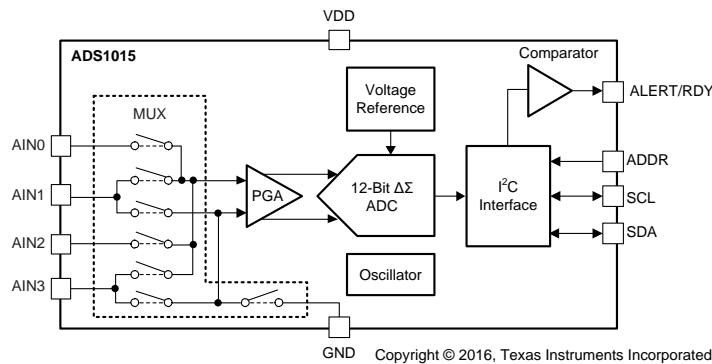 VDD
ADS1015
Comparator
Voltage
Reference
ALERT/RDY
MUX
AIN0
ADDR
AIN1
PGA
12-Bit ΔΣ
ADC
I²C
Interface
SCL
AIN2
SDA
Oscillator
AIN3
GND
Copyright © 2016, Texas Instruments Incorporated